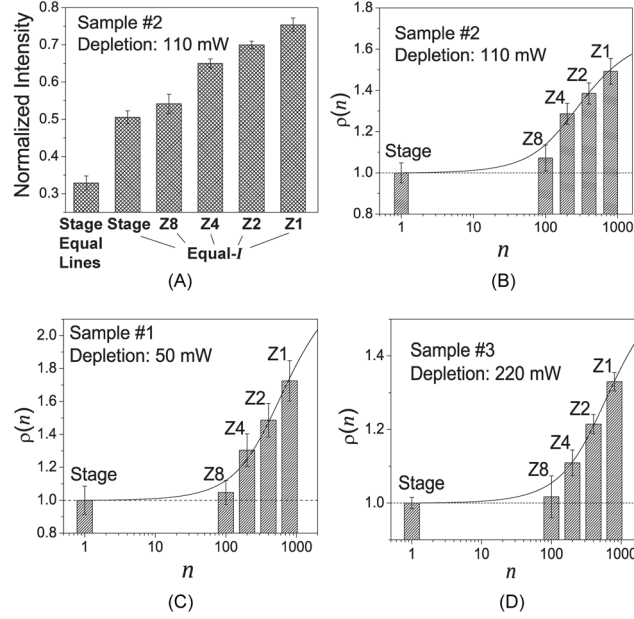 Sample #2
Depletion: 110 mW
Normalized Intensity
0.8
0.7
0.6
0.5
0.4
0.3
Stage Stage Z8 Z4 Z2 Z1
Equal
Lines
Equal-I
(A)
Sample #2
Depletion: 110 mW
ρ(n)
1.8
1.6
1.4
1.2
1.0
0.8
Stage
Z8
Z4
Z2
Z1
1 10 100 1000
n
(B)
Sample #1
Depletion: 50 mW
ρ(n)
2.0
1.8
1.6
1.4
1.2
1.0
0.8
Stage
Z8
Z4
Z2
Z1
1 10 100 1000
n
(C)
Sample #3
Depletion: 220 mW
ρ(n)
1.4
1.2
1.0
Stage
Z8
Z4
Z2
Z1
1 10 100 1000
n
(D)